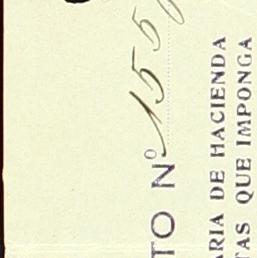 TO Nº 155
ARIA DE HACIENDA
TAS QUE IMPONGA